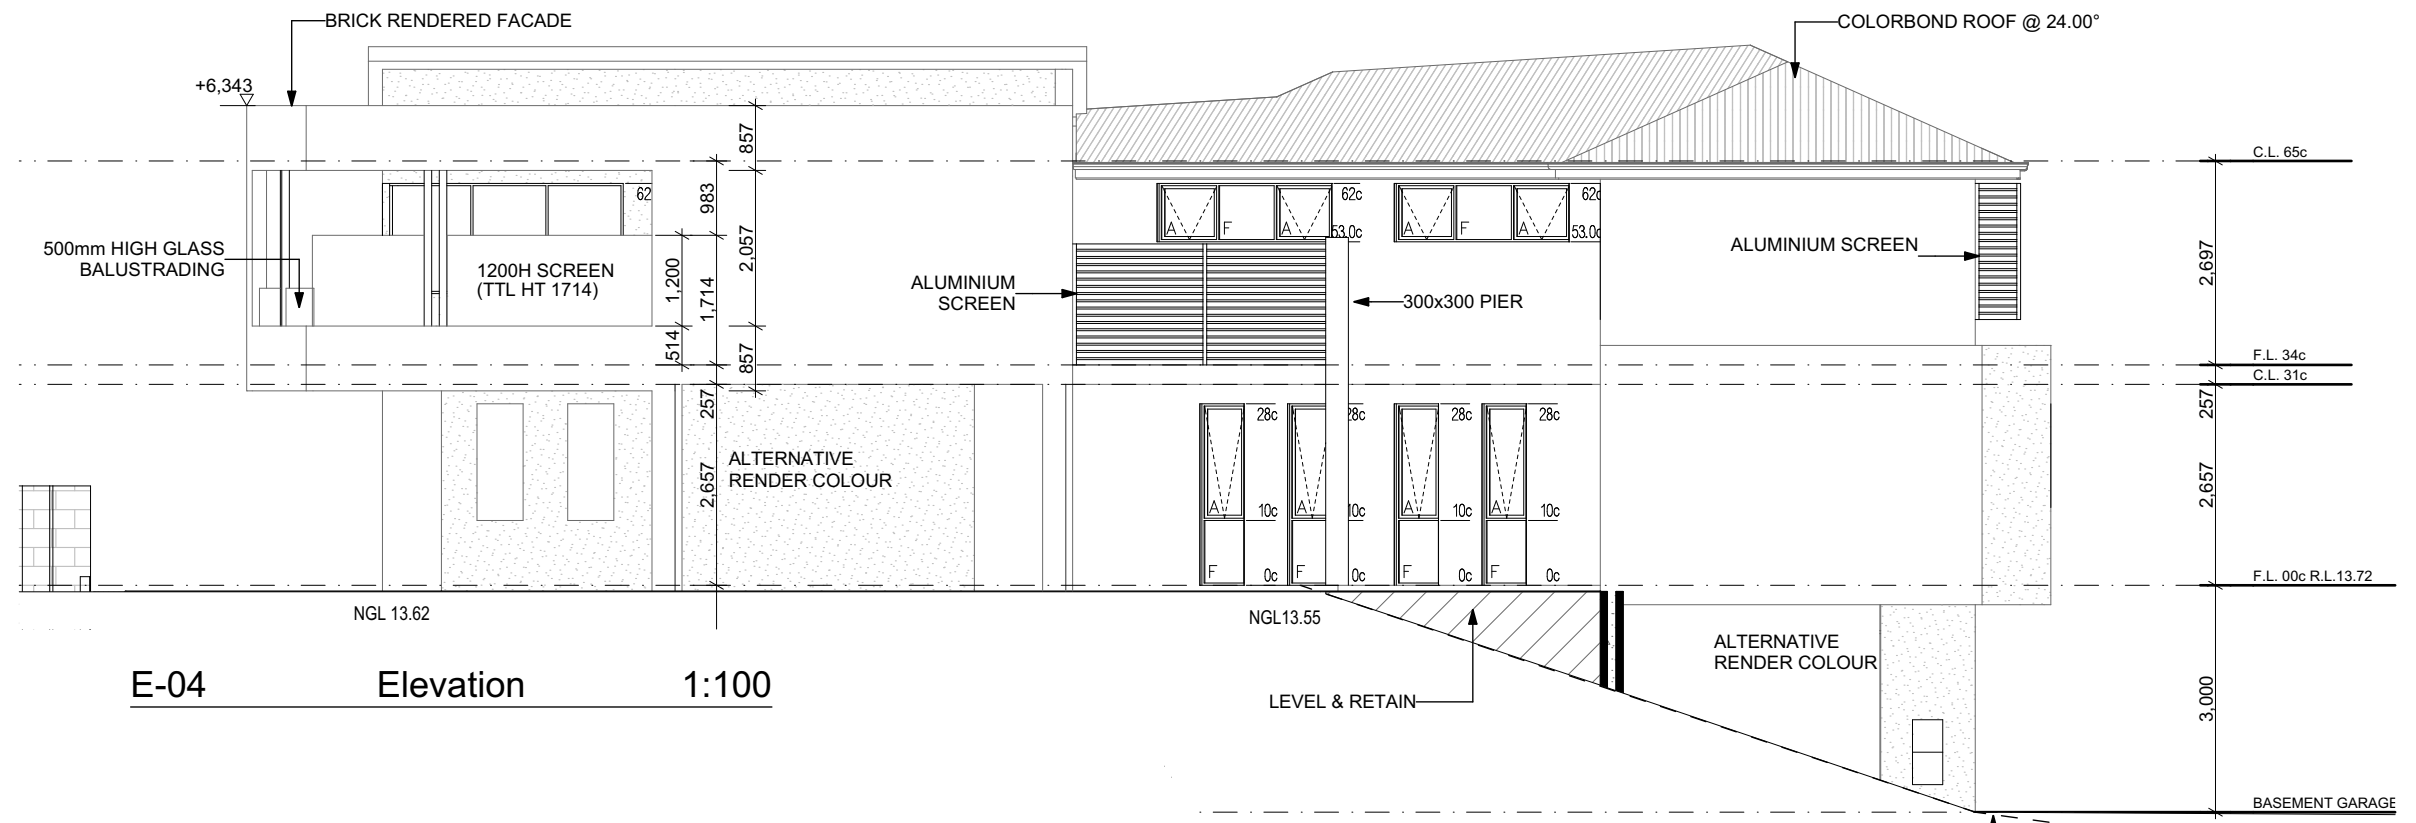 BRICK RENDERED FACADE
COLORBOND ROOF @ 24.00°
+6,343
857
C.L. 65c
983
62
62c
62c
A
F
A
A
F
A
53.0c
53.0c
500mm HIGH GLASS
BALUSTRADING
2,057
ALUMINIUM SCREEN
2,697
1200H SCREEN
(TTL HT 1714)
1,200
1,714
ALUMINIUM
SCREEN
300x300 PIER
514
857
F.L. 34c
C.L. 31c
257
257
28c
28c
28c
28c
ALTERNATIVE
RENDER COLOUR
2,657
2,657
A
10c
A
10c
A
10c
A
10c
F
0c
F
0c
F
0c
F
0c
F.L. 00c R.L.13.72
NGL 13.62
NGL13.55
ALTERNATIVE
RENDER COLOUR
E-04 Elevation 1:100
LEVEL & RETAIN
3,000
BASEMENT GARAGE